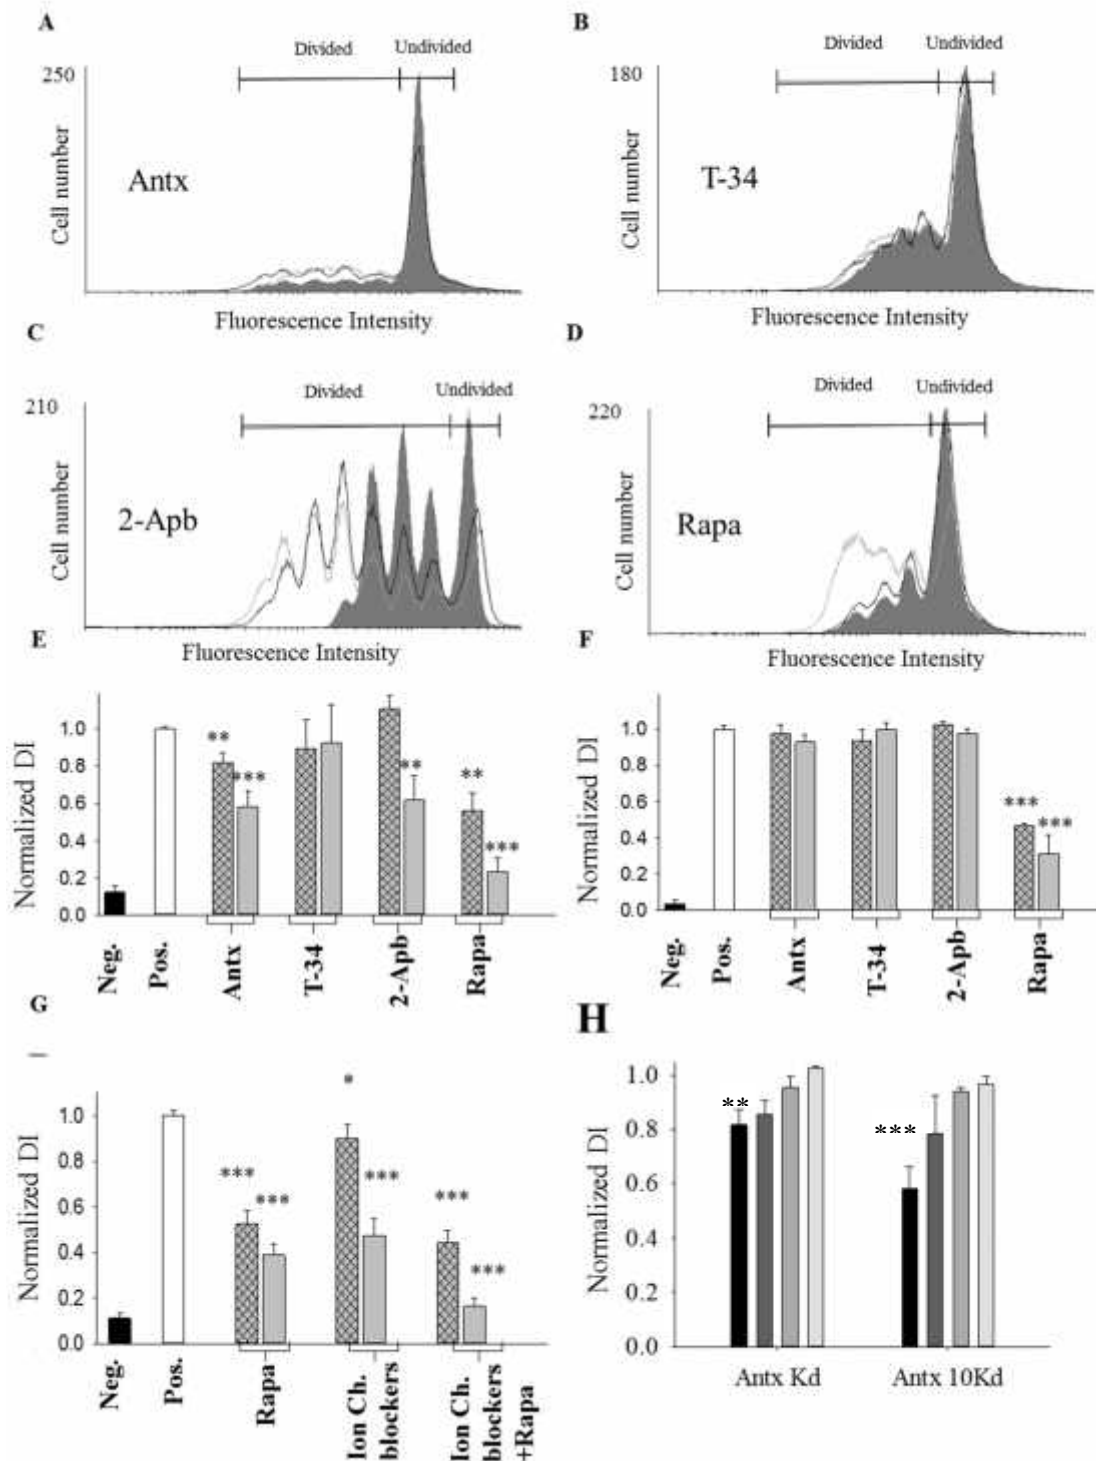 A
B
Divided
Undivided
Divided
Undivided
250
180
Cell number
Antx
Cell number
T-34
Fluorescence Intensity
Fluorescence Intensity
C
D
Divided
Undivided
Divided
Undivided
210
220
Cell number
2-Apb
Cell number
Rapa
Fluorescence Intensity
Fluorescence Intensity
E
F
Normalized DI
1.0
0.8
0.6
0.4
0.2
0.0
** *** ** ** ***
Neg.
Pos.
Antx
T-34
2-Apb
Rapa
Normalized DI
1.0
0.8
0.6
0.4
0.2
0.0
*** ***
Neg.
Pos.
Antx
T-34
2-Apb
Rapa
G
H
Normalized DI
1.0
0.8
0.6
0.4
0.2
0.0
*** *** * *** *** ***
Neg.
Pos.
Rapa
Ion Ch.
blockers
Ion Ch.
blockers
+Rapa
Normalized DI
1.0
0.8
0.6
0.4
0.2
0.0
** ***
Antx Kd
Antx 10Kd